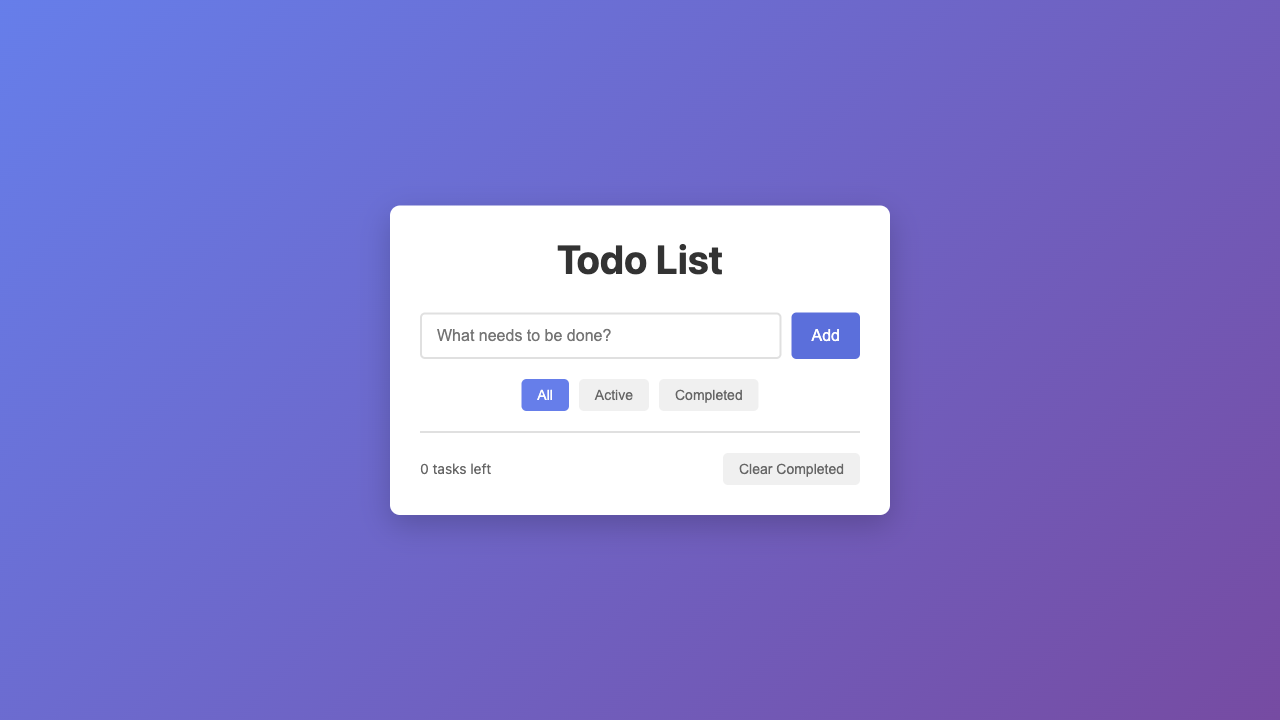 Todo List
What needs to be done?
Add
All
Active
Completed
0 tasks left
Clear Completed